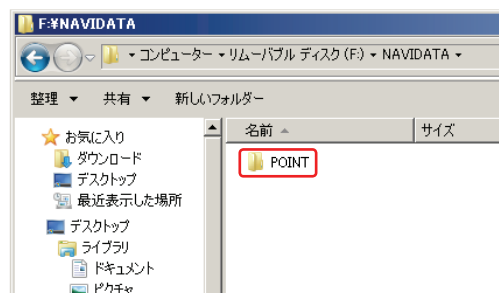 F:¥NAVIDATA
コンピューター ▾ リムーバブル ディスク (F:) ▾ NAVIDATA ▾
整理 ▼ 共有 ▼ 新しいフォルダー
お気に入り
ダウンロード
デスクトップ
最近表示した場所
デスクトップ
ライブラリ
ドキュメント
ピクチャ
名前
サイズ
POINT